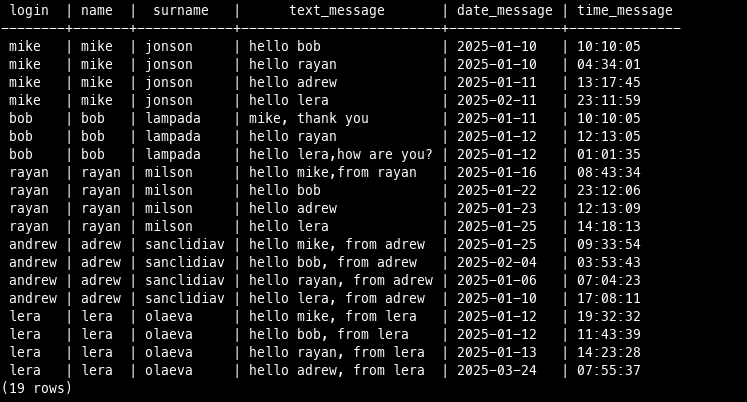 login  | name  |  surname   |      text_message       | date_message | time_message
--------+-------+------------+-------------------------+--------------+--------------
 mike   | mike  | jonson     | hello bob               | 2025-01-10   | 10:10:05
 mike   | mike  | jonson     | hello rayan             | 2025-01-10   | 04:34:01
 mike   | mike  | jonson     | hello adrew             | 2025-01-11   | 13:17:45
 mike   | mike  | jonson     | hello lera              | 2025-02-11   | 23:11:59
 bob    | bob   | lampada    | mike, thank you         | 2025-01-11   | 10:10:05
 bob    | bob   | lampada    | hello rayan             | 2025-01-12   | 12:13:05
 bob    | bob   | lampada    | hello lera,how are you? | 2025-01-12   | 01:01:35
 rayan  | rayan | milson     | hello mike,from rayan   | 2025-01-16   | 08:43:34
 rayan  | rayan | milson     | hello bob               | 2025-01-22   | 23:12:06
 rayan  | rayan | milson     | hello adrew             | 2025-01-23   | 12:13:09
 rayan  | rayan | milson     | hello lera              | 2025-01-25   | 14:18:13
 andrew | adrew | sanclidiav | hello mike, from adrew  | 2025-01-25   | 09:33:54
 andrew | adrew | sanclidiav | hello bob, from adrew   | 2025-02-04   | 03:53:43
 andrew | adrew | sanclidiav | hello rayan, from adrew | 2025-01-06   | 07:04:23
 andrew | adrew | sanclidiav | hello lera, from adrew  | 2025-01-10   | 17:08:11
 lera   | lera  | olaeva     | hello mike, from lera   | 2025-01-12   | 19:32:32
 lera   | lera  | olaeva     | hello bob, from lera    | 2025-01-12   | 11:43:39
 lera   | lera  | olaeva     | hello rayan, from lera  | 2025-01-13   | 14:23:28
 lera   | lera  | olaeva     | hello adrew, from lera  | 2025-03-24   | 07:55:37
(19 rows)